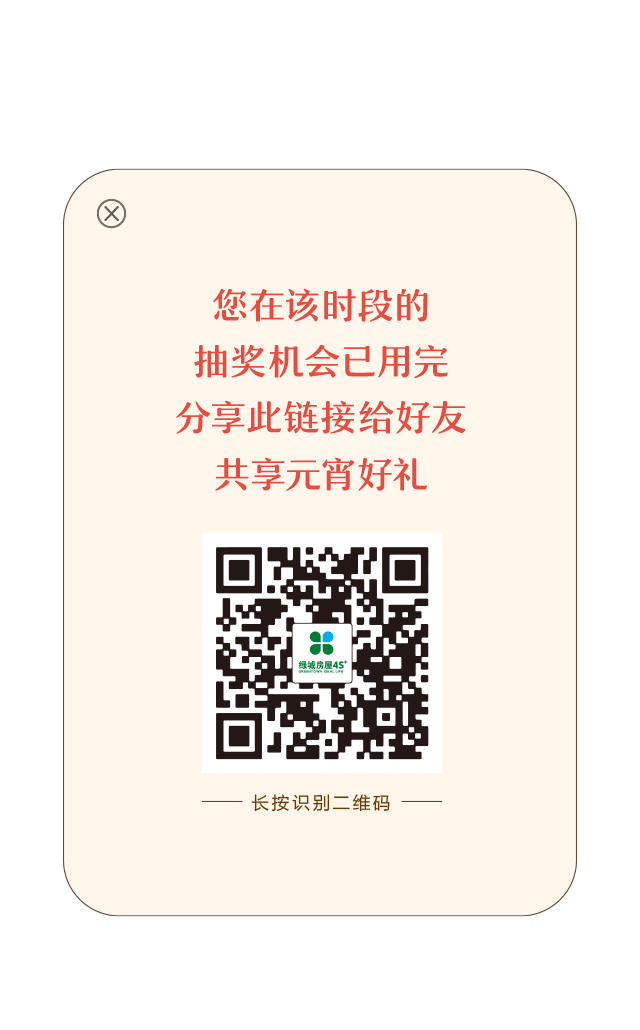 您在该时段的
抽奖机会已用完
分享此链接给好友
共享元宵好礼
绿城房屋4S+
长按识别二维码